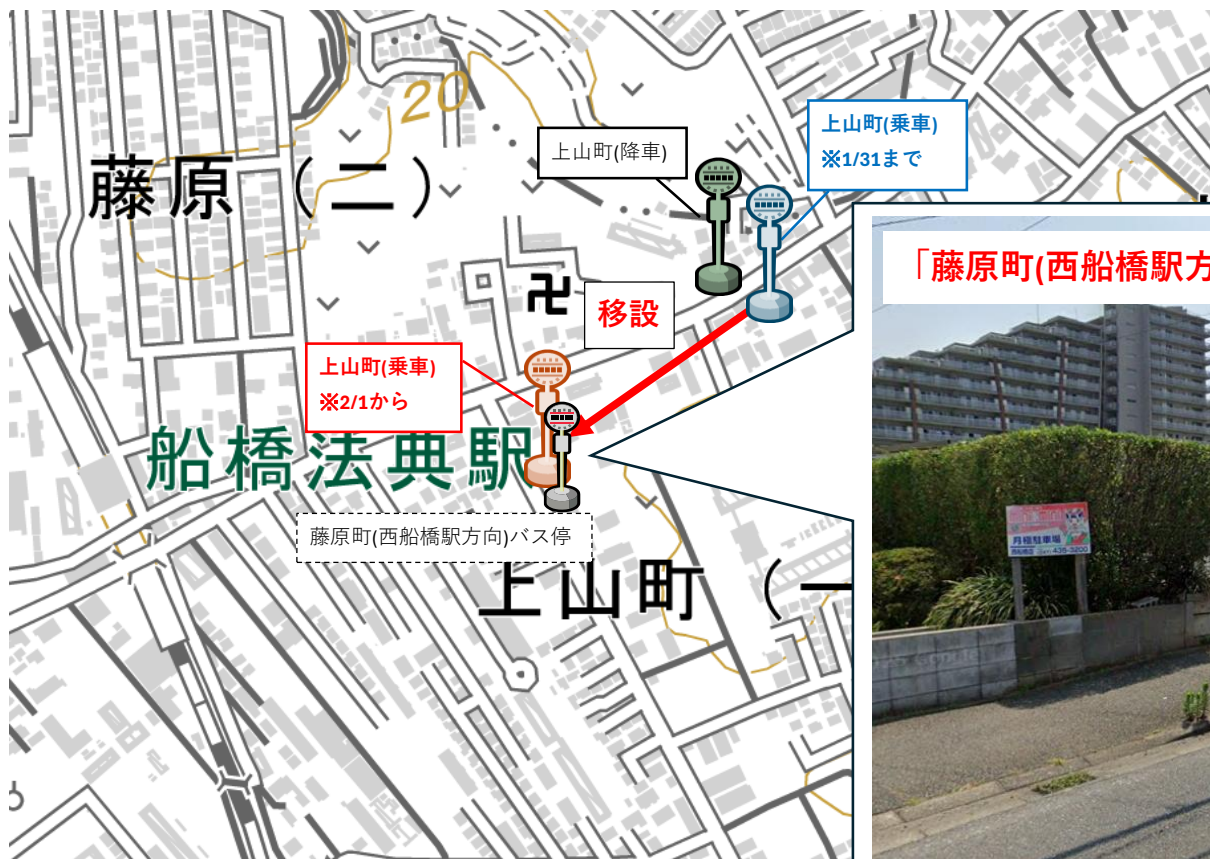 20
藤原(二)
上山町(降車)
上山町(乗車)
※1/31まで
「藤原町(西船橋駅方
移設
上山町(乗車)
※2/1から
船橋法典駅
藤原町(西船橋駅方向)バス停
上山町(一
月極駐車場
435-3200